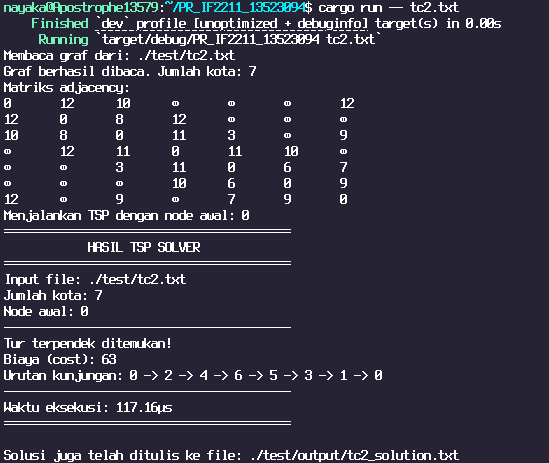 nayaka@Apostrophe13579:~/PR_IF2211_13523094$ cargo run -- tc2.txt
Finished `dev` profile [unoptimized + debuginfo] target(s) in 0.00s
Running `target/debug/PR_IF2211_13523094 tc2.txt`
Membaca graf dari: ./test/tc2.txt
Graf berhasil dibaca. Jumlah kota: 7
Matriks adjacency:
0 12 10 ∞ ∞ ∞ 12
12 0 8 12 ∞ ∞ ∞
10 8 0 11 3 ∞ 9
∞ 12 11 0 11 10 ∞
∞ ∞ 3 11 0 6 7
∞ ∞ ∞ 10 6 0 9
12 ∞ 9 ∞ 7 9 0
Menjalankan TSP dengan node awal: 0
HASIL TSP SOLVER
Input file: ./test/tc2.txt
Jumlah kota: 7
Node awal: 0
Tur terpendek ditemukan!
Biaya (cost): 63
Urutan kunjungan: 0 -> 2 -> 4 -> 6 -> 5 -> 3 -> 1 -> 0
Waktu eksekusi: 117.16µs
Solusi juga telah ditulis ke file: ./test/output/tc2_solution.txt